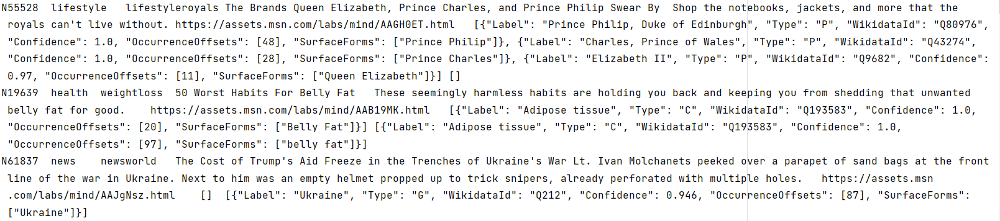 N55528  lifestyle   lifestyleroyals The Brands Queen Elizabeth, Prince Charles, and Prince Philip Swear By  Shop the notebooks, jackets, and more that the
royals can't live without. https://assets.msn.com/labs/mind/AAGH0ET.html   [{"Label": "Prince Philip, Duke of Edinburgh", "Type": "P", "WikidataId": "Q80976",
"Confidence": 1.0, "OccurrenceOffsets": [48], "SurfaceForms": ["Prince Philip"]}, {"Label": "Charles, Prince of Wales", "Type": "P", "WikidataId": "Q43274",
"Confidence": 1.0, "OccurrenceOffsets": [28], "SurfaceForms": ["Prince Charles"]}, {"Label": "Elizabeth II", "Type": "P", "WikidataId": "Q9682", "Confidence":
0.97, "OccurrenceOffsets": [11], "SurfaceForms": ["Queen Elizabeth"]}] []
N19639  health  weightloss  50 Worst Habits For Belly Fat   These seemingly harmless habits are holding you back and keeping you from shedding that unwanted
belly fat for good.    https://assets.msn.com/labs/mind/AAB19MK.html   [{"Label": "Adipose tissue", "Type": "C", "WikidataId": "Q193583", "Confidence": 1.0,
"OccurrenceOffsets": [20], "SurfaceForms": ["Belly Fat"]}] [{"Label": "Adipose tissue", "Type": "C", "WikidataId": "Q193583", "Confidence": 1.0,
"OccurrenceOffsets": [97], "SurfaceForms": ["belly fat"]}]
N61837  news    newsworld   The Cost of Trump's Aid Freeze in the Trenches of Ukraine's War Lt. Ivan Molchanets peeked over a parapet of sand bags at the front
line of the war in Ukraine. Next to him was an empty helmet propped up to trick snipers, already perforated with multiple holes.   https://assets.msn
.com/labs/mind/AAJgNsz.html    []  [{"Label": "Ukraine", "Type": "G", "WikidataId": "Q212", "Confidence": 0.946, "OccurrenceOffsets": [87], "SurfaceForms":
["Ukraine"]}]